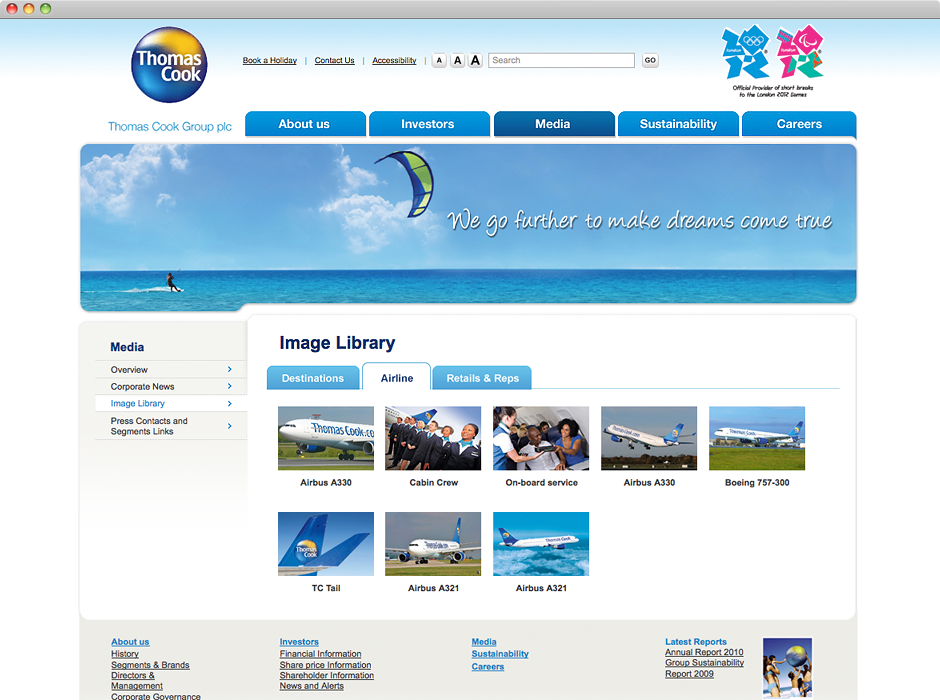 Thomas
Cook
Book a Holiday | Contact Us | Accessibility | A A A Search GO
Official Provider of short breaks
to the London 2012 Games
Thomas Cook Group plc
About us Investors Media Sustainability Careers
We go further to make dreams come true
Media
Overview
Corporate News
Image Library
Press Contacts and
Segments Links
Image Library
Destinations Airline Retails & Reps
Airbus A330 Cabin Crew On-board service Airbus A330 Boeing 757-300
TC Tail Airbus A321 Airbus A321
About us
History
Segments & Brands
Directors &
Management
Corporate Governance
Investors
Financial Information
Share price Information
Shareholder Information
News and Alerts
Media
Sustainability
Careers
Latest Reports
Annual Report 2010
Group Sustainability
Report 2009